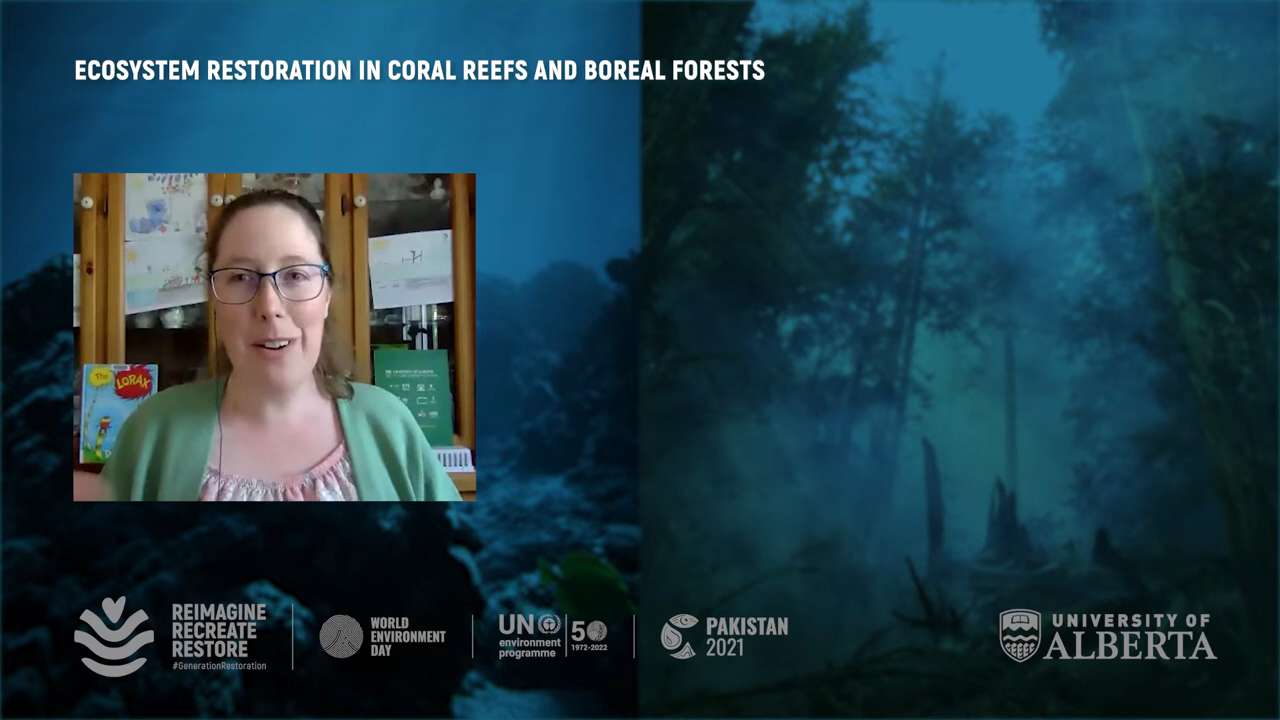 ECOSYSTEM RESTORATION IN CORAL REEFS AND BOREAL FORESTS
The
LORAX
REIMAGINE
RECREATE
RESTORE
#GenerationRestoration
WORLD
ENVIRONMENT
DAY
UN
environment
programme
50
1972-2022
PAKISTAN
2021
UNIVERSITY OF
ALBERTA